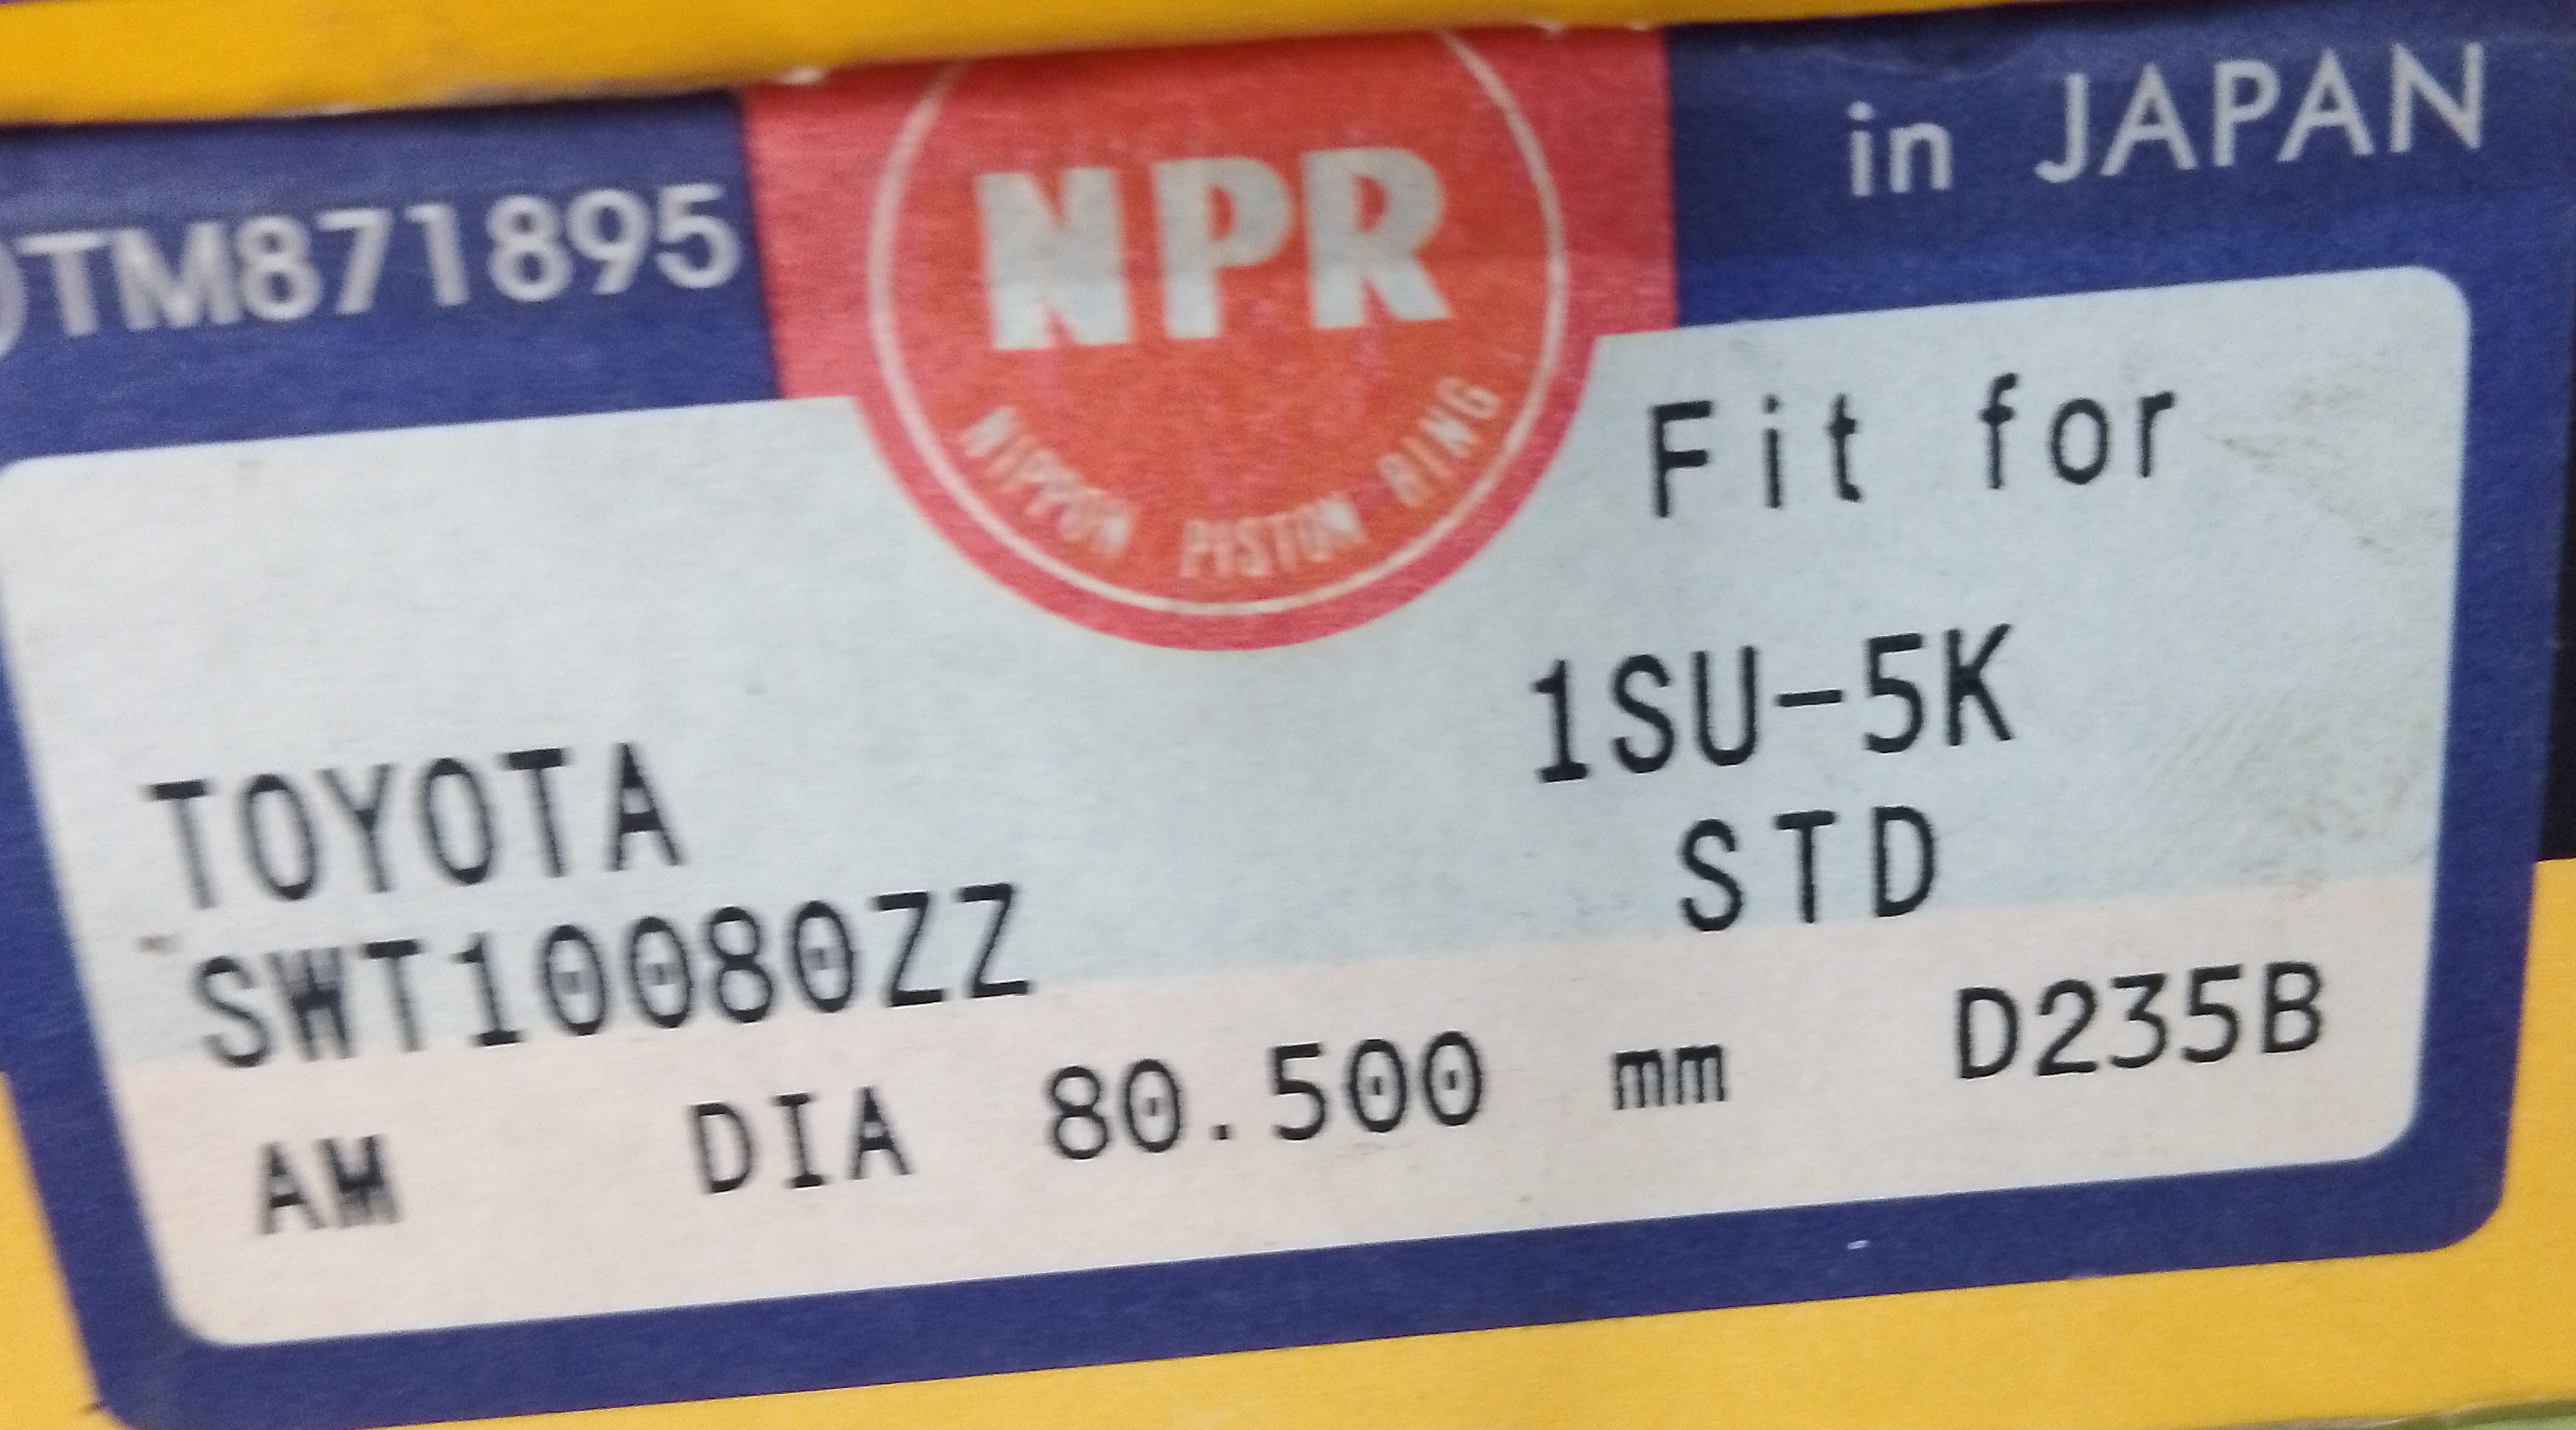 TM871895
NPR
NIPPON PISTON RING
in JAPAN
Fit for
TOYOTA
1SU-5K
SWT10080ZZ
STD
AM DIA 80.500 mm D235B